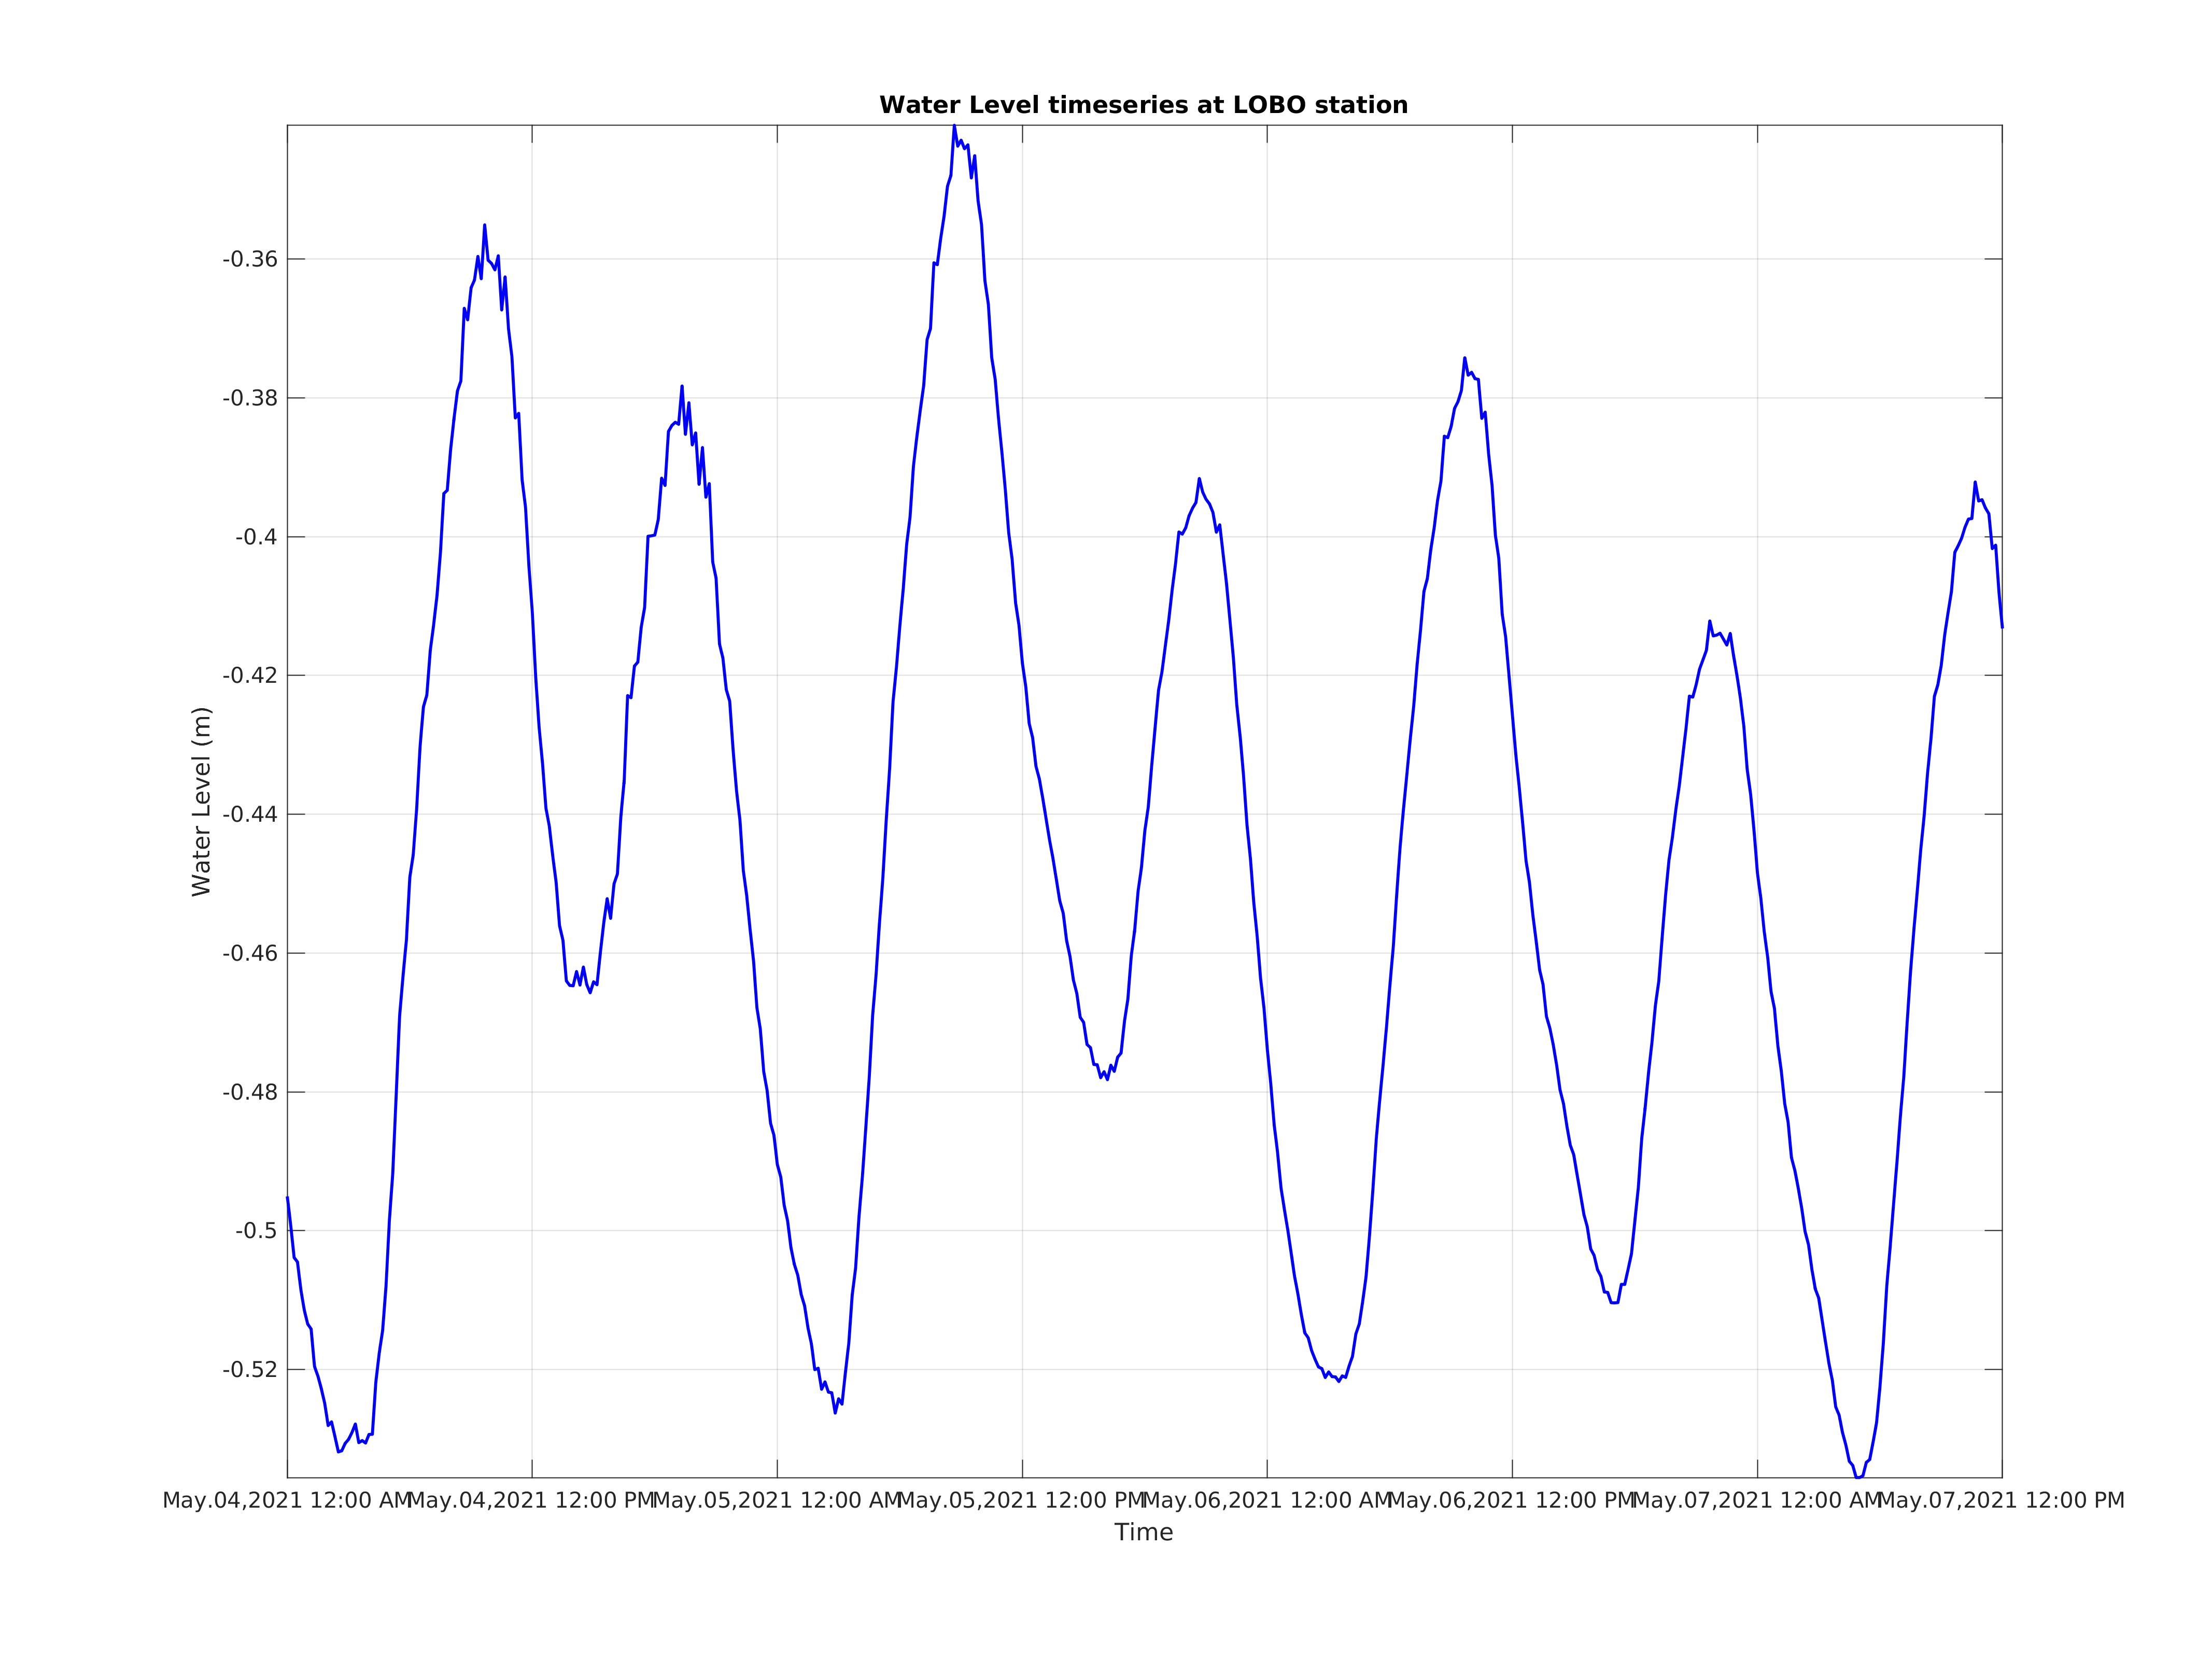 Water Level timeseries at LOBO station
-0.36
-0.38
-0.4
-0.42
-0.44
-0.46
-0.48
-0.5
-0.52
Water Level (m)
May.04,2021 12:00 AM
May.04,2021 12:00 PM
May.05,2021 12:00 AM
May.05,2021 12:00 PM
May.06,2021 12:00 AM
May.06,2021 12:00 PM
May.07,2021 12:00 AM
May.07,2021 12:00 PM
Time